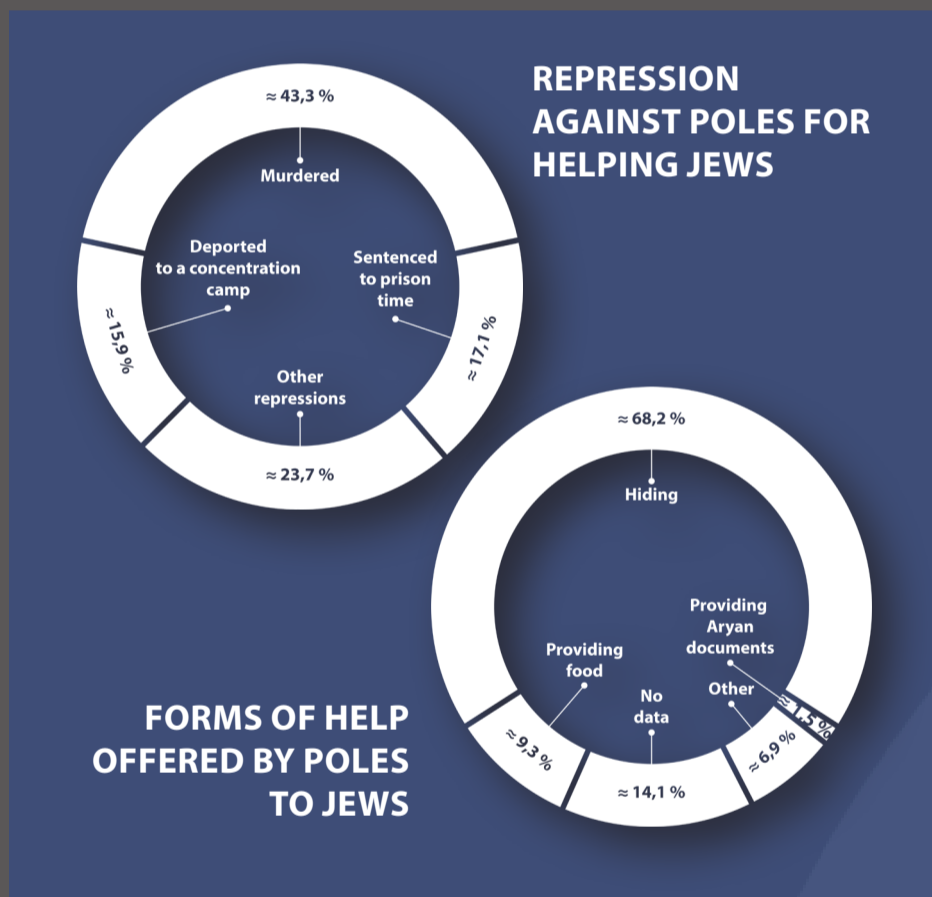 REPRESSION
AGAINST POLES FOR
HELPING JEWS
≈ 43,3 %
Murdered
Deported
to a concentration
camp
Sentenced
to prison
time
≈ 15,9 %
≈ 17,1 %
Other
repressions
≈ 23,7 %
≈ 68,2 %
Hiding
Providing
Aryan
documents
Providing
food
Other
No
data
≈ 1,5 %
≈ 9,3 %
≈ 6,9 %
≈ 14,1 %
FORMS OF HELP
OFFERED BY POLES
TO JEWS